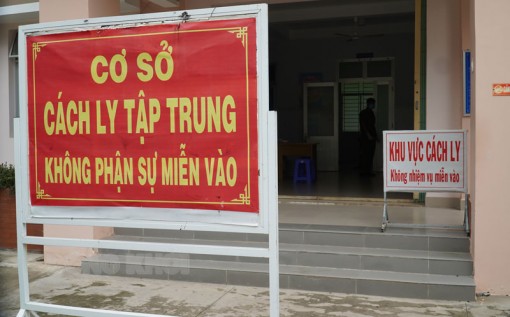 CƠ SỞ
CÁCH LY TẬP TRUNG
KHÔNG PHẬN SỰ MIỄN VÀO
KHU VỰC CÁCH LY
Không nhiệm vụ miễn vào